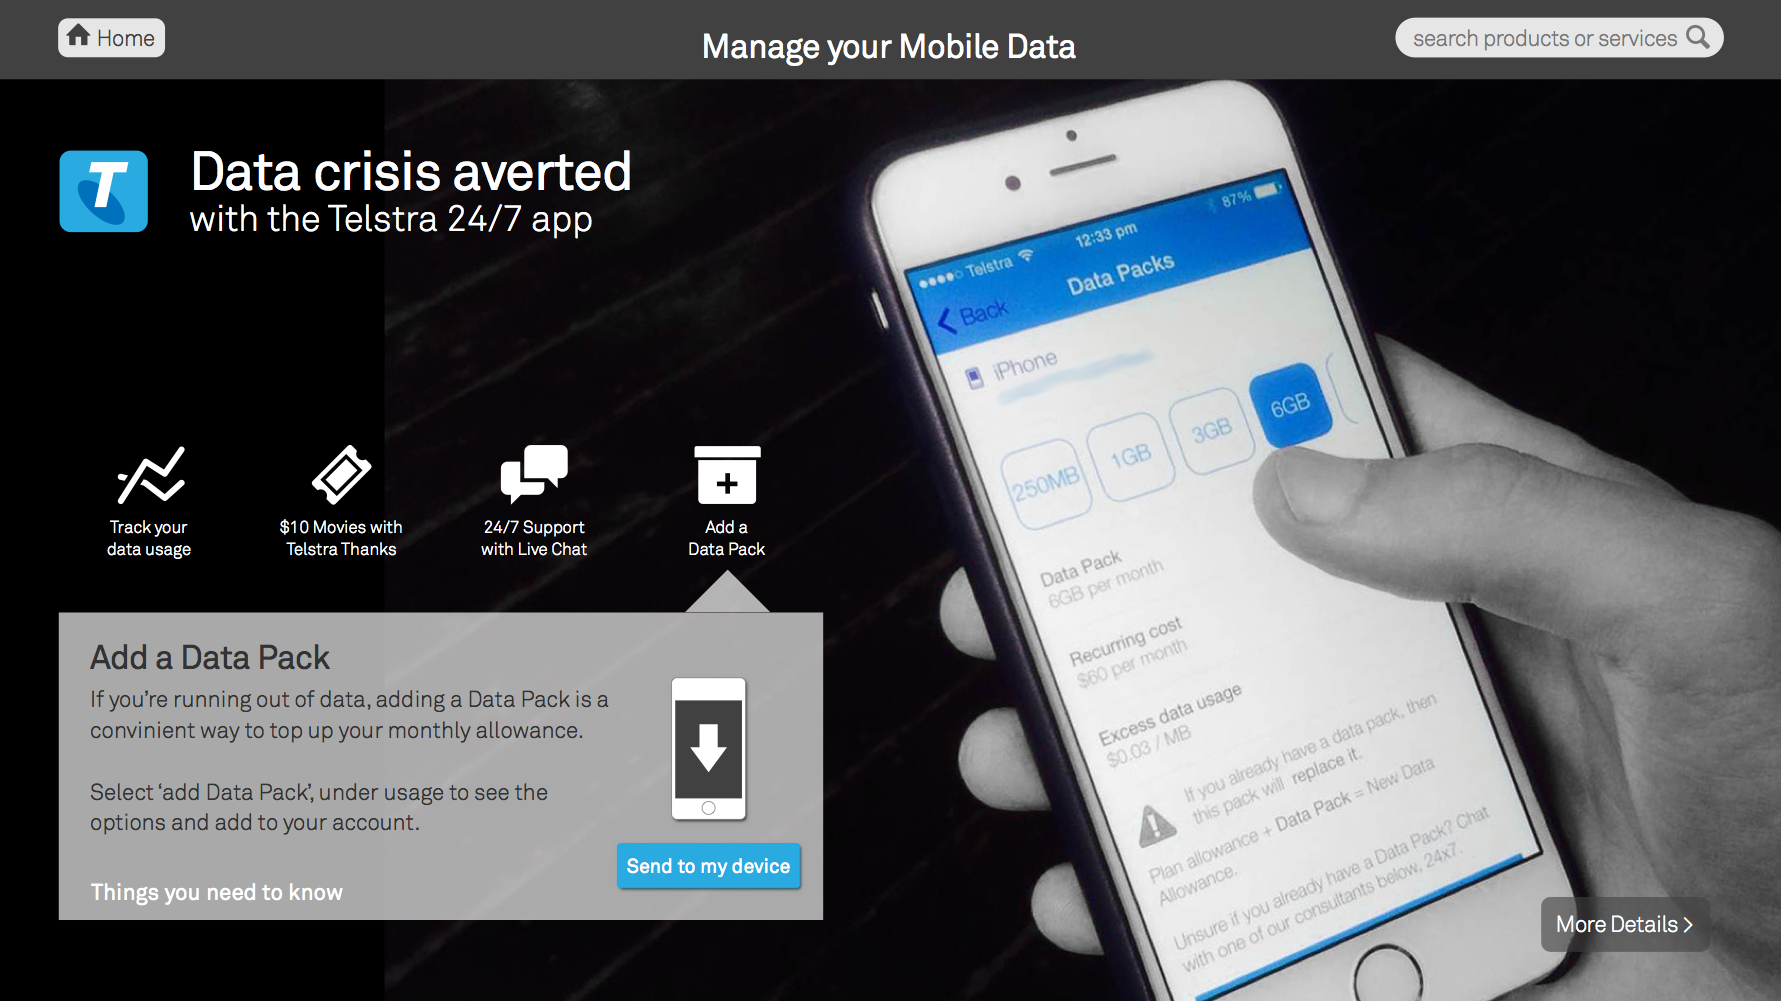 Home
Manage your Mobile Data
search products or services
T
Data crisis averted
with the Telstra 24/7 app
Track your
data usage
$10 Movies with
Telstra Thanks
24/7 Support
with Live Chat
Add a
Data Pack
Add a Data Pack
If you’re running out of data, adding a Data Pack is a
convinient way to top up your monthly allowance.
Select ‘add Data Pack’, under usage to see the
options and add to your account.
Things you need to know
Send to my device
Telstra
12:33 pm
87%
Back
Data Packs
iPhone
250MB
1GB
3GB
6GB
Data Pack
6GB per month
Recurring cost
$60 per month
Excess data usage
$0.03 / MB
If you already have a data pack, then
this pack will replace it.
Plan allowance + Data Pack = New Data
Allowance.
Unsure if you already have a Data Pack? Chat
with one of our consultants below, 24x7.
More Details >